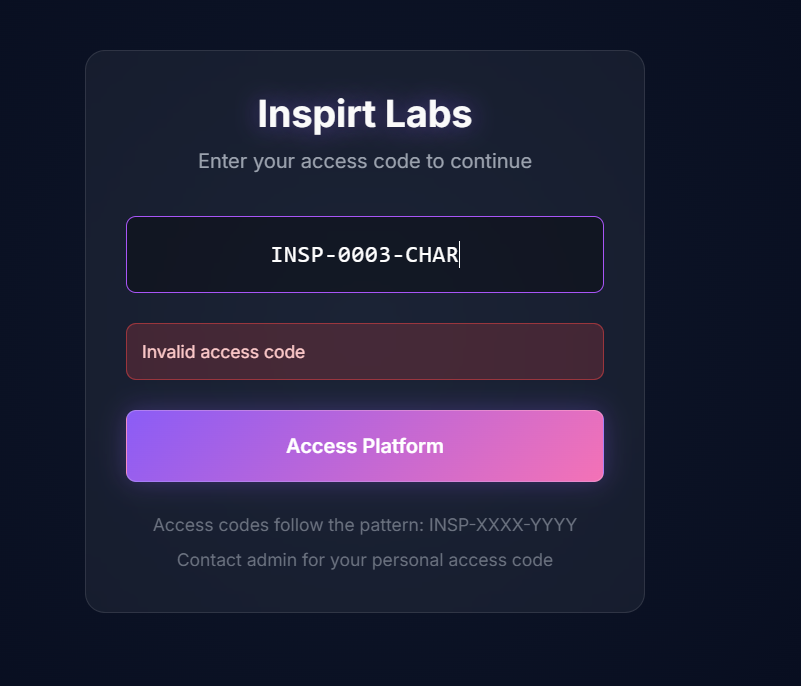 Inspirt Labs
Enter your access code to continue
INSP-0003-CHAR
Invalid access code
Access Platform
Access codes follow the pattern: INSP-XXXX-YYYY
Contact admin for your personal access code